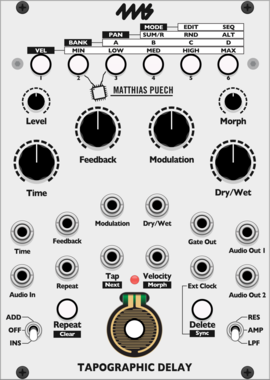 4ms
MODE EDIT SEQ
PAN SUM/R RND ALT
BANK A B C D
VEL MIN LOW MED HIGH MAX
1 2 3 4 5 6
MATTHIAS PUECH
Level Morph
Feedback Modulation
Time Dry/Wet
Modulation Dry/Wet
Time Feedback Gate Out Audio Out 1
Tap Velocity
Next Morph
Audio In Repeat Ext Clock Audio Out 2
ADD Repeat Delete RES
OFF Clear Sync AMP
INS LPF
TAPOGRAPHIC DELAY